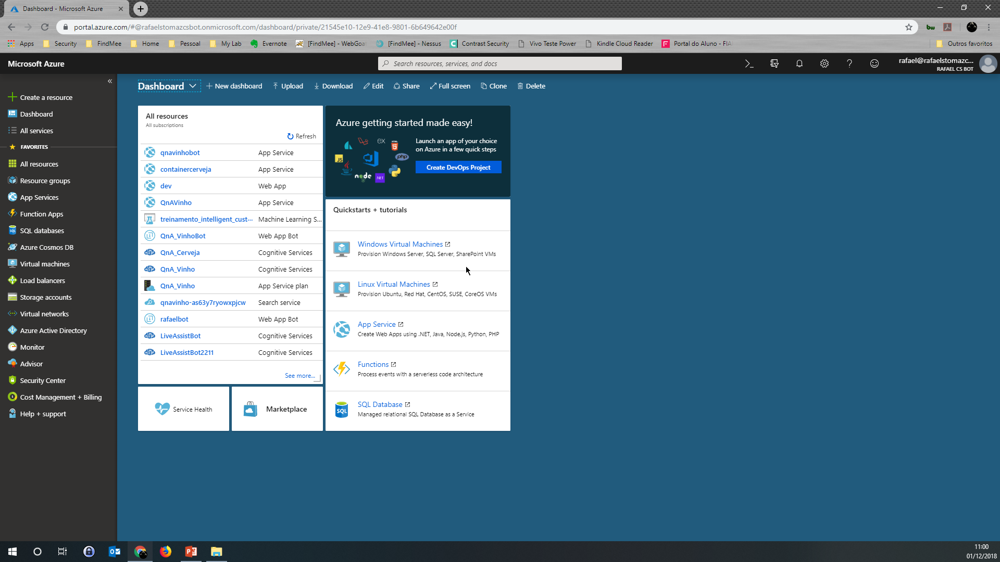 Dashboard - Microsoft Azure
portal.azure.com/#@rafaelstomazcsbot.onmicrosoft.com/dashboard/private/21545e10-12e9-41e8-9801-6b649642e00f
bw
Apps
Security
FindMee
Home
Pessoal
My Lab
Evernote
[FindMee] - WebGoa
[FindMee] - Nessus
Contrast Security
Vivo Teste Power
Kindle Cloud Reader
Portal do Aluno - FIA
Outros favoritos
Microsoft Azure
Search resources, services, and docs
rafael@rafaelstomazc...
RAFAEL CS BOT
Create a resource
Dashboard
All services
FAVORITES
All resources
Resource groups
App Services
Function Apps
SQL databases
Azure Cosmos DB
Virtual machines
Load balancers
Storage accounts
Virtual networks
Azure Active Directory
Monitor
Advisor
Security Center
Cost Management + Billing
Help + support
Dashboard
New dashboard
Upload
Download
Edit
Share
Full screen
Clone
Delete
All resources
All subscriptions
Refresh
qnavinhobot App Service
containercerveja App Service
dev Web App
QnAVinho App Service
treinamento_intelligent_cust··· Machine Learning S...
QnA_VinhoBot Web App Bot
QnA_Cerveja Cognitive Services
QnA_Vinho Cognitive Services
QnA_Vinho App Service plan
qnavinho-as63y7ryowxpjcw Search service
rafaelbot Web App Bot
LiveAssistBot Cognitive Services
LiveAssistBot2211 Cognitive Services
See more...
Service Health
Marketplace
Azure getting started made easy!
Launch an app of your choice
on Azure in a few quick steps
Create DevOps Project
ex
HTML
5
JS
php
node
.NET
Quickstarts + tutorials
Windows Virtual Machines
Provision Windows Server, SQL Server, SharePoint VMs
Linux Virtual Machines
Provision Ubuntu, Red Hat, CentOS, SUSE, CoreOS VMs
App Service
Create Web Apps using .NET, Java, Node.js, Python, PHP
Functions
Process events with a serverless code architecture
SQL Database
Managed relational SQL Database as a Service
SQL
11:00
01/12/2018